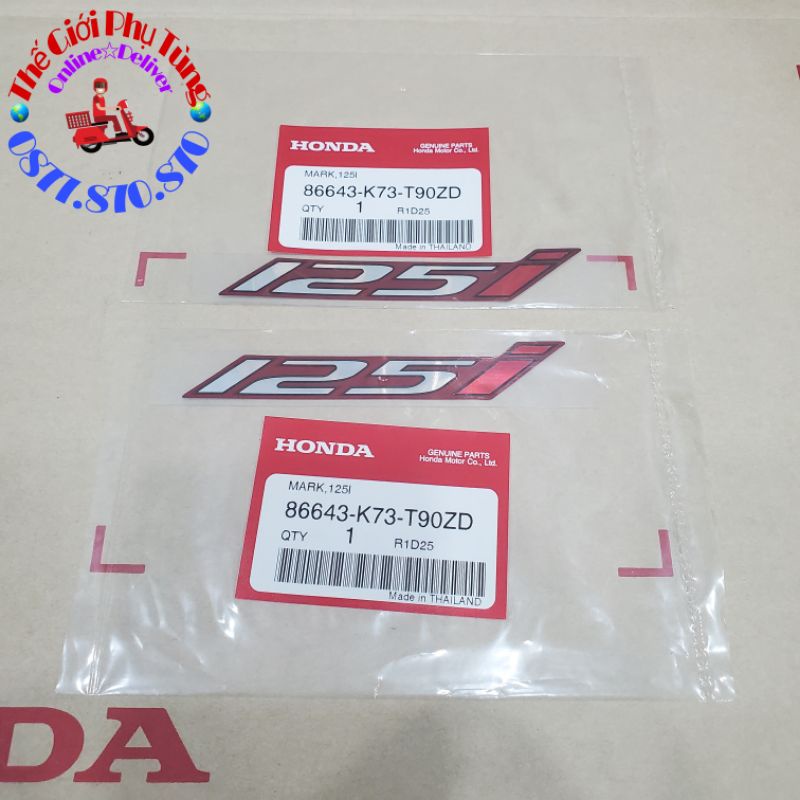 Thế Giới Phụ Tùng
Online☆Deliver
0877.870.870
HONDA
GENUINE PARTS
Honda Motor Co., Ltd.
MARK,125I
86643-K73-T90ZD
QTY 1 R1D25
Made in THAILAND
125i
125i
HONDA
GENUINE PARTS
Honda Motor Co., Ltd.
MARK,125I
86643-K73-T90ZD
QTY 1 R1D25
Made in THAILAND
DA